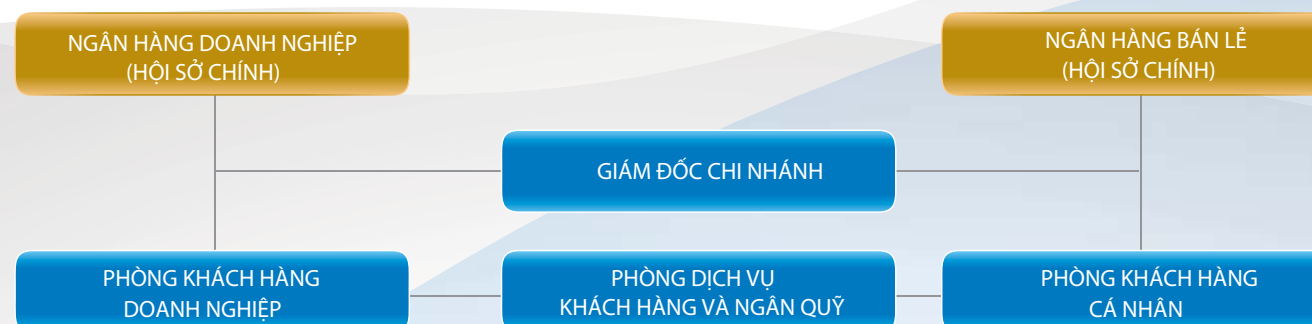 NGÂN HÀNG DOANH NGHIỆP
(HỘI SỞ CHÍNH)
NGÂN HÀNG BÁN LẺ
(HỘI SỞ CHÍNH)
GIÁM ĐỐC CHI NHÁNH
PHÒNG KHÁCH HÀNG
DOANH NGHIỆP
PHÒNG DỊCH VỤ
KHÁCH HÀNG VÀ NGÂN QUỸ
PHÒNG KHÁCH HÀNG
CÁ NHÂN